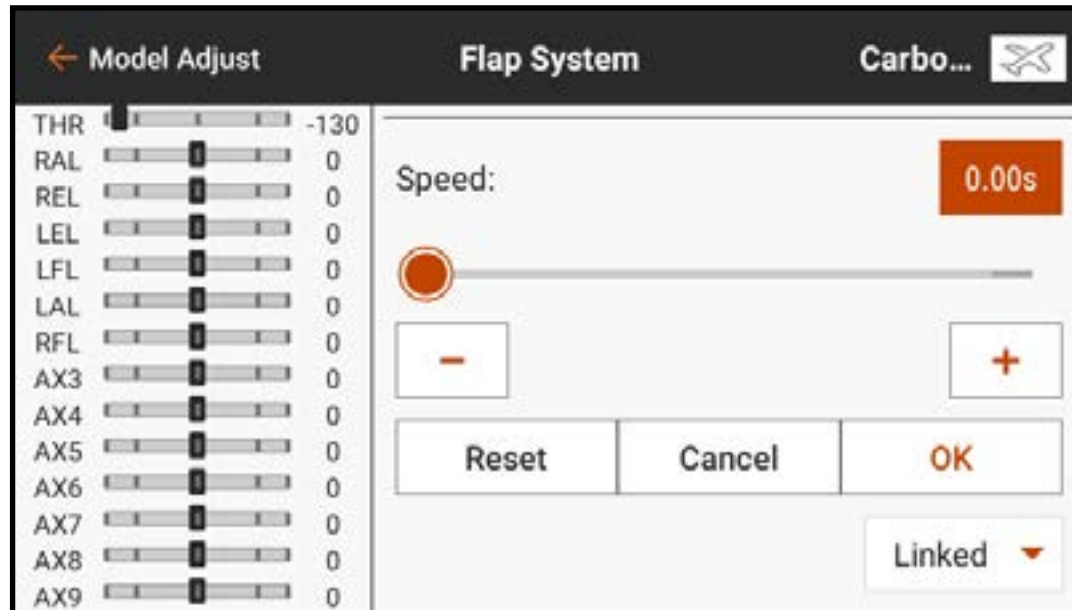 Model Adjust Flap System Carbo...
THR -130
RAL 0
REL 0
LEL 0
LFL 0
LAL 0
RFL 0
AX3 0
AX4 0
AX5 0
AX6 0
AX7 0
AX8 0
AX9 0
Speed: 0.00s
- +
Reset Cancel OK
Linked